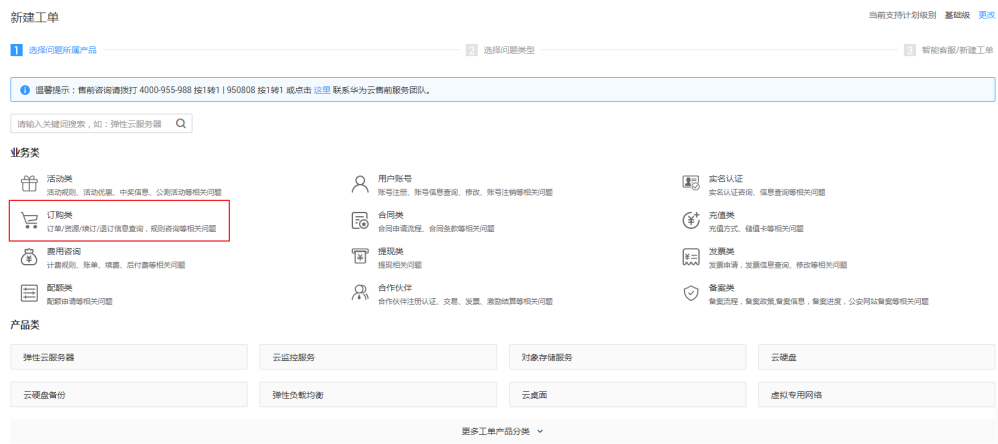 新建工单
当前支持计划级别 基础级 更改
1 选择问题所属产品
2 选择问题类型
3 智能客服/新建工单
温馨提示：售前咨询请拨打 4000-955-988 按1转1 | 950808 按1转1 或点击 这里 联系华为云售前服务团队。
请输入关键词搜索，如：弹性云服务器
业务类
活动类
活动规则、活动优惠、中奖信息、公测活动等相关问题
用户账号
账号注册、账号信息查询、修改、账号注销等相关问题
实名认证
实名认证咨询、信息查询等相关问题
订购类
订单/资源/续订/退订信息查询，规则咨询等相关问题
合同类
合同申请流程、合同条款等相关问题
充值类
充值方式、储值卡等相关问题
费用咨询
计费规则、账单、续费、后付费等相关问题
提现类
提现相关问题
发票类
发票申请，发票信息查询、修改等相关问题
配额类
配额申请等相关问题
合作伙伴
合作伙伴注册认证、交易、发票、激励结算等相关问题
备案类
备案流程，备案政策,备案信息，备案进度，公安网站备案等相关问题
产品类
弹性云服务器
云监控服务
对象存储服务
云硬盘
云硬盘备份
弹性负载均衡
云桌面
虚拟专用网络
更多工单产品分类